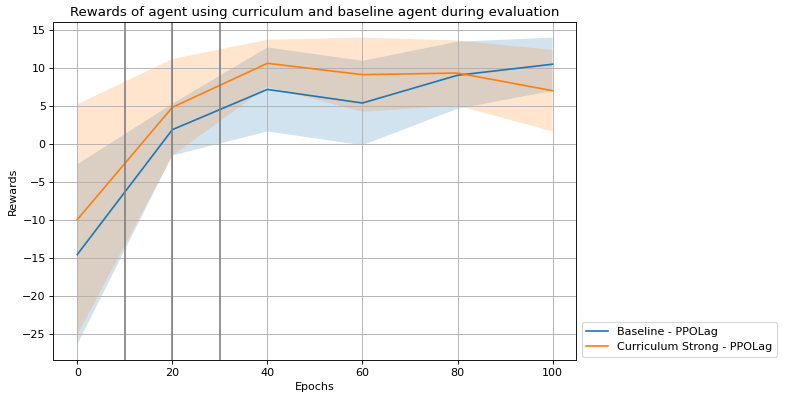 Rewards of agent using curriculum and baseline agent during evaluation
15
10
5
0
−5
−10
−15
−20
−25
Rewards
0 20 40 60 80 100
Epochs
Baseline - PPOLag
Curriculum Strong - PPOLag